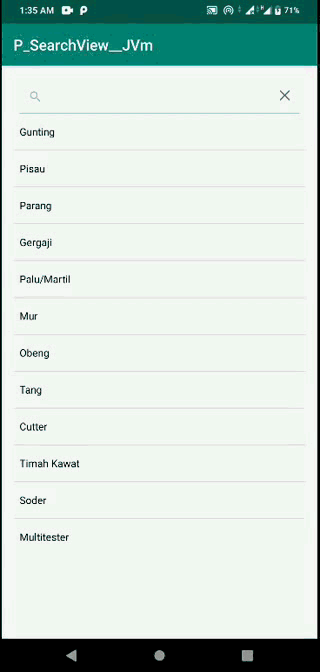 1:35 AM
71%
P_SearchView__JVm
Gunting
Pisau
Parang
Gergaji
Palu/Martil
Mur
Obeng
Tang
Cutter
Timah Kawat
Soder
Multitester